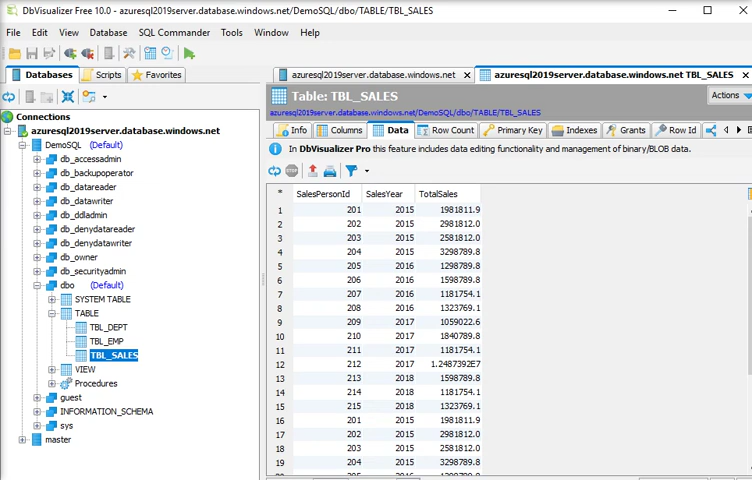 DbVisualizer Free 10.0 - azuresql2019server.database.windows.net/DemoSQL/dbo/TABLE/TBL_SALES
File Edit View Database SQL Commander Tools Window Help
Databases Scripts Favorites
Connections
azuresql2019server.database.windows.net
DemoSQL (Default)
db_accessadmin
db_backupoperator
db_datareader
db_datawriter
db_ddladmin
db_denydatareader
db_denydatawriter
db_owner
db_securityadmin
dbo (Default)
SYSTEM TABLE
TABLE
TBL_DEPT
TBL_EMP
TBL_SALES
VIEW
Procedures
guest
INFORMATION_SCHEMA
sys
master
azuresql2019server.database.windows.net azuresql2019server.database.windows.net TBL_SALES
Table: TBL_SALES Actions
azuresql2019server.database.windows.net/DemoSQL/dbo/TABLE/TBL_SALES
Info Columns Data Row Count Primary Key Indexes Grants Row Id
In DbVisualizer Pro this feature includes data editing functionality and management of binary/BLOB data.
* SalesPersonId SalesYear TotalSales
1 201 2015 1981811.9
2 202 2015 2981812.0
3 203 2015 2581812.0
4 204 2015 3298789.8
5 205 2016 1298789.8
6 206 2016 1598789.8
7 207 2016 1181754.1
8 208 2016 1323769.1
9 209 2017 1059022.6
10 210 2017 1840789.8
11 211 2017 1181754.1
12 212 2017 1.2487392E7
13 213 2018 1598789.8
14 214 2018 1181754.1
15 215 2018 1323769.1
16 201 2015 1981811.9
17 202 2015 2981812.0
18 203 2015 2581812.0
19 204 2015 3298789.8